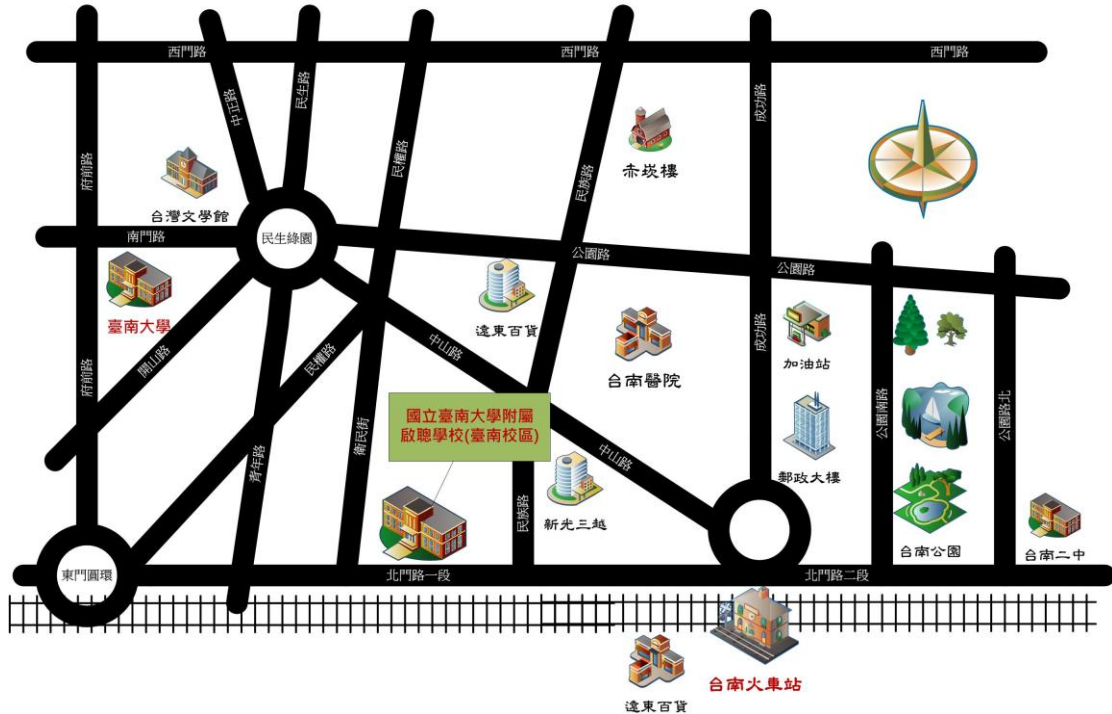 西門路
西門路
西門路
中正路
民生路
成功路
府前路
民權路
民族路
赤崁樓
台灣文學館
南門路
民生綠園
公園路
公園路
臺南大學
遠東百貨
開山路
民權路
中山路
台南醫院
成功路
加油站
府前路
公園南路
公園路北
國立臺南大學附屬
啟聰學校(臺南校區)
衛民街
青年路
中山路
郵政大樓
民族路
新光三越
台南公園
台南二中
東門圓環
北門路一段
北門路二段
遠東百貨
台南火車站